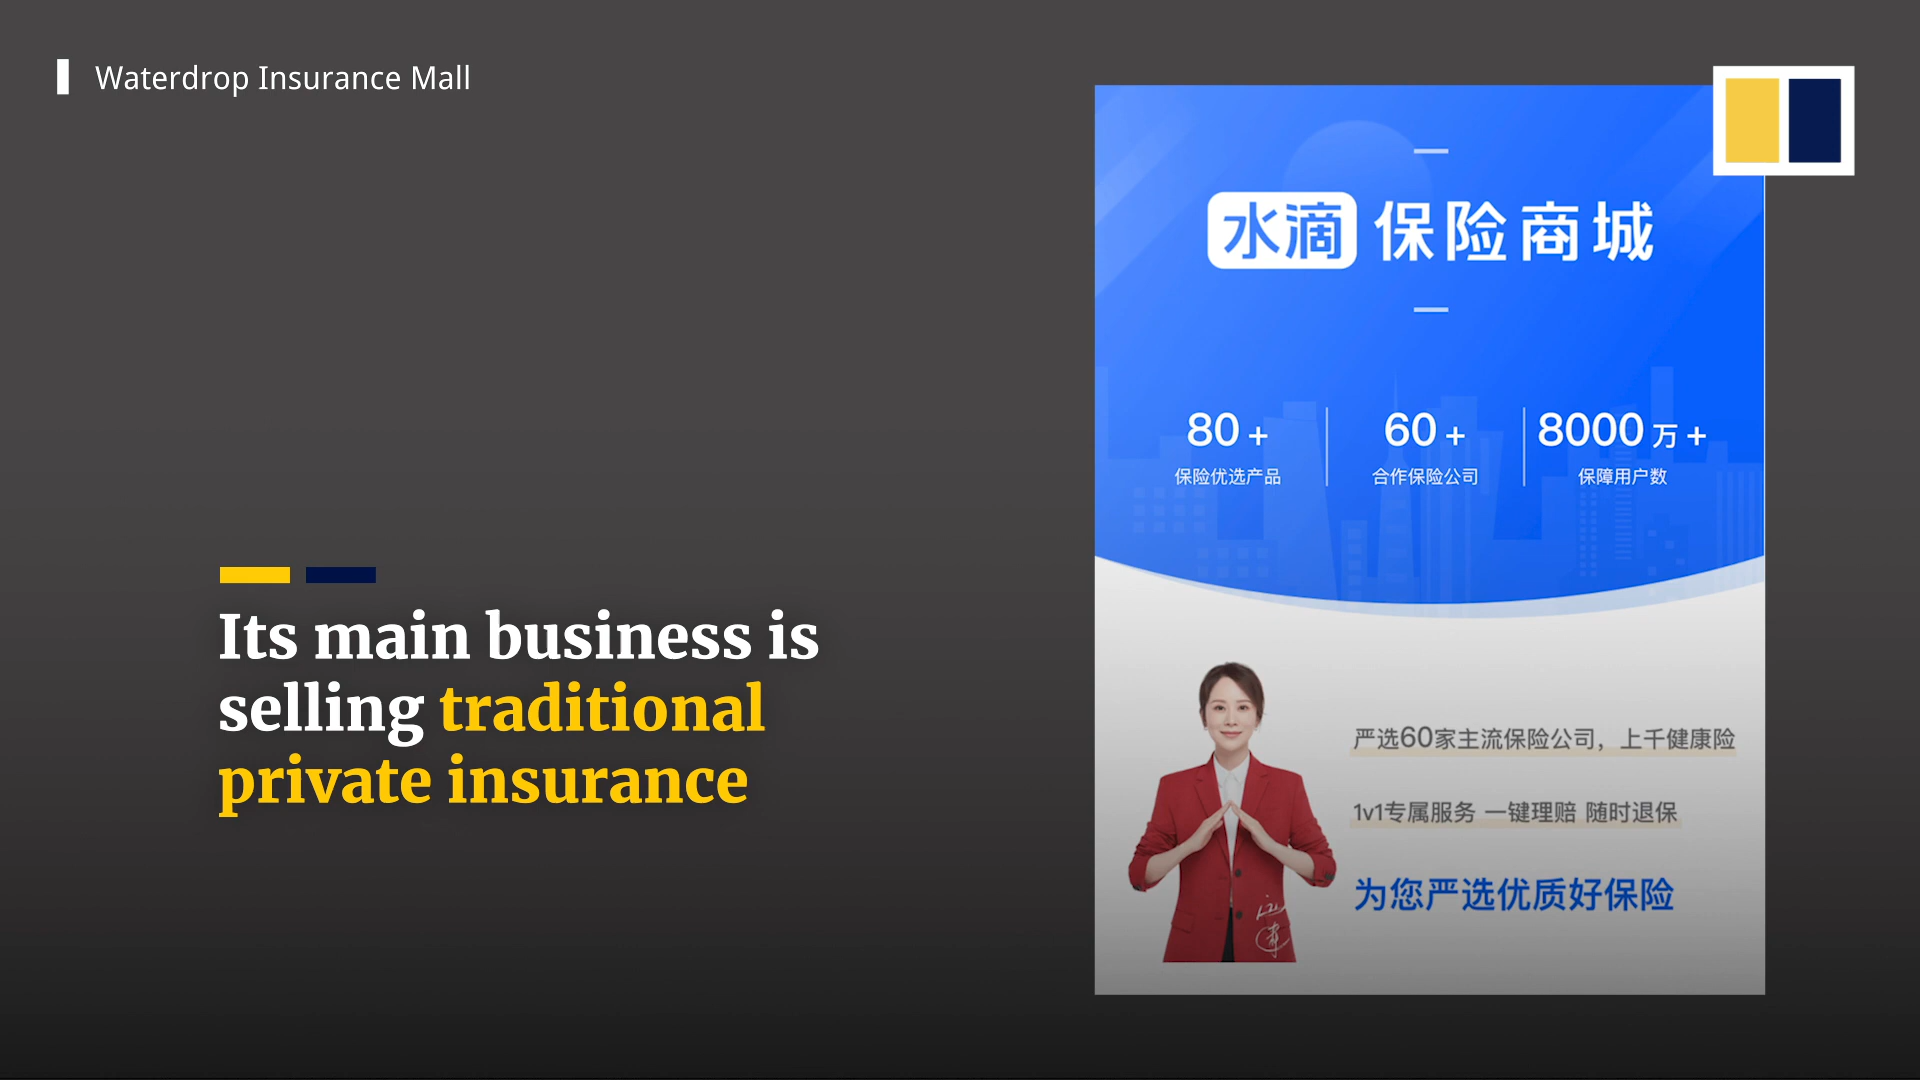 Waterdrop Insurance Mall
水滴 保险商城
80 + 60 + 8000 万 +
保险优选产品 合作保险公司 保障用户数
Its main business is
selling traditional
private insurance
严选60家主流保险公司，上千健康险
1v1专属服务 一键理赔 随时退保
为您严选优质好保险